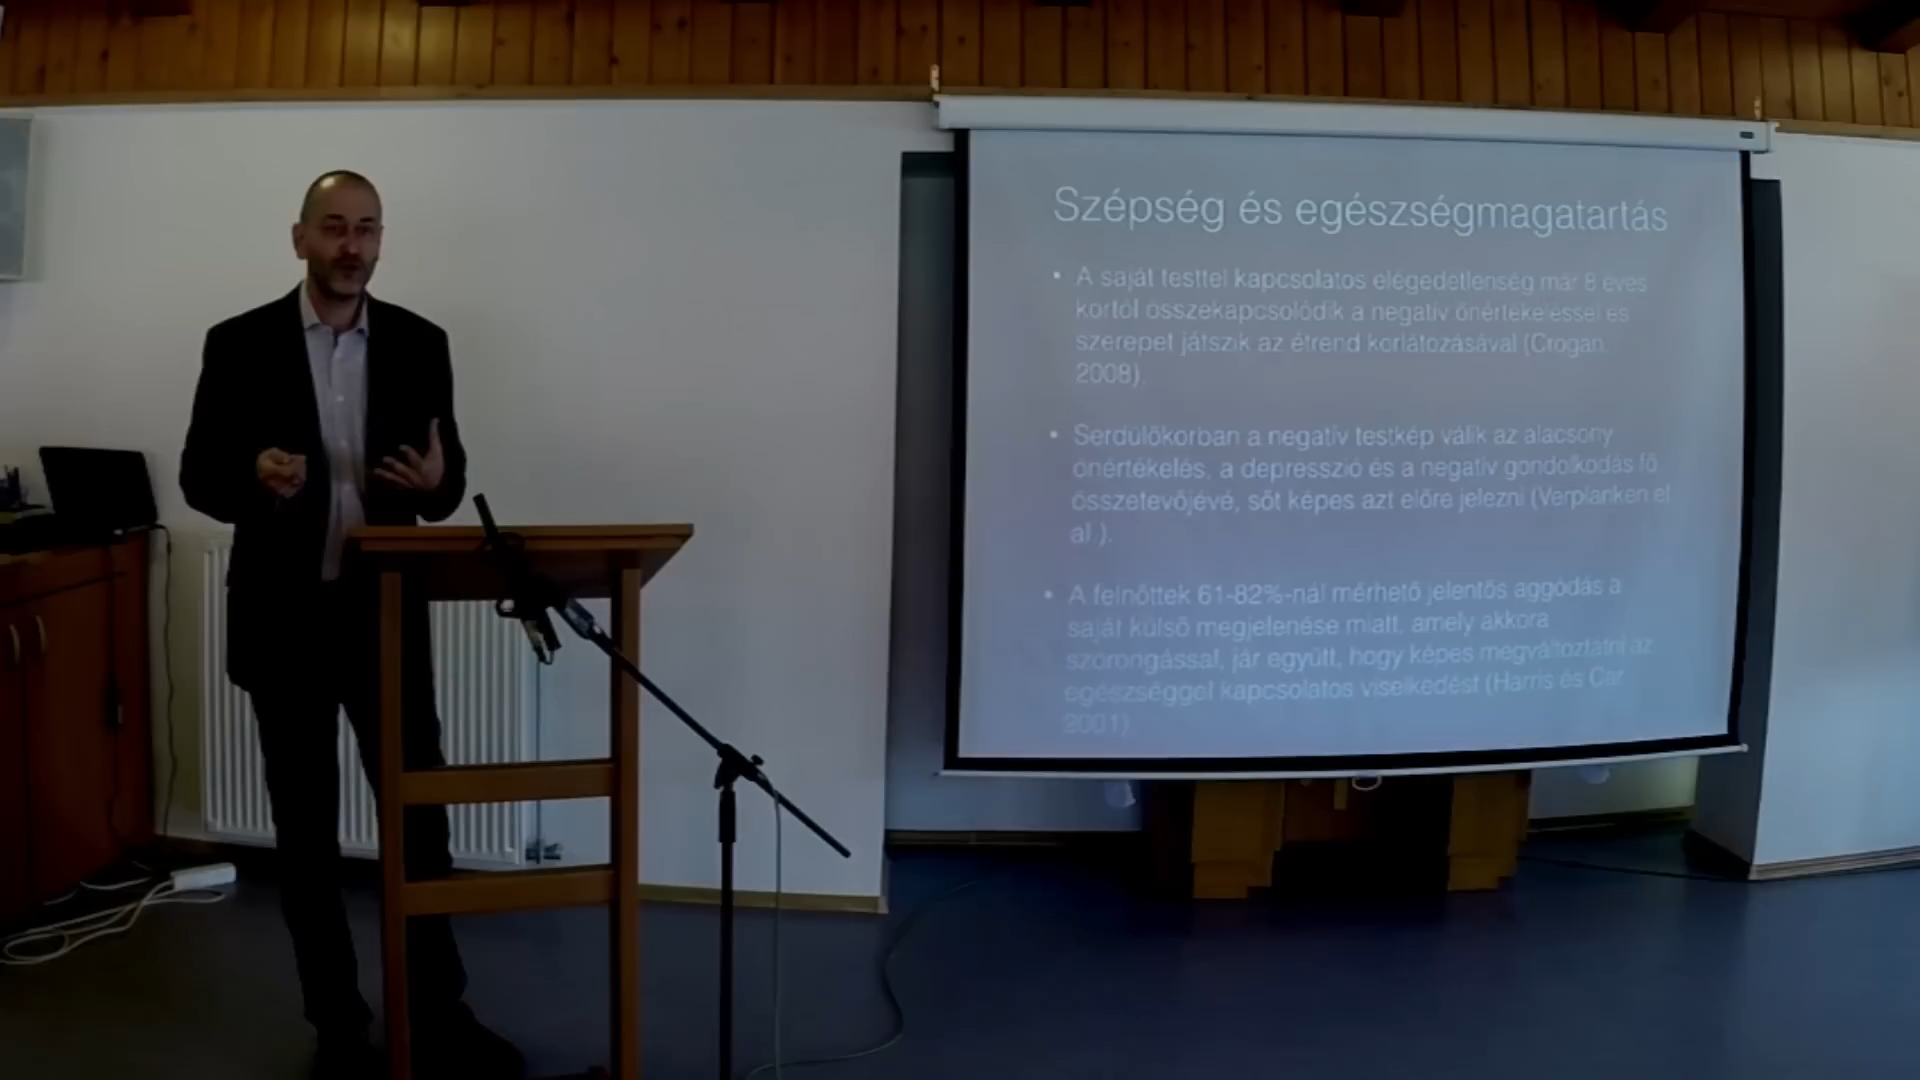 Szépség és egészségmagatartás
• A saját testtel kapcsolatos elégedetlenség már 8 éves
kortól összekapcsolódik a negatív önértékeléssel és
szerepet játszik az étrend korlátozásával (Crogan,
2008).
• Serdülőkorban a negatív testkép válik az alacsony
önértékelés, a depresszió és a negatív gondolkodás fő
összetevőjévé, sőt képes azt előre jelezni (Verplanken et
al.).
• A felnőttek 61-82%-nál mérhető jelentős aggódás a
saját külső megjelenése miatt, amely akkora
szorongással, jár együtt, hogy képes megváltoztatni az
egészséggel kapcsolatos viselkedést (Harris és Car
2001)